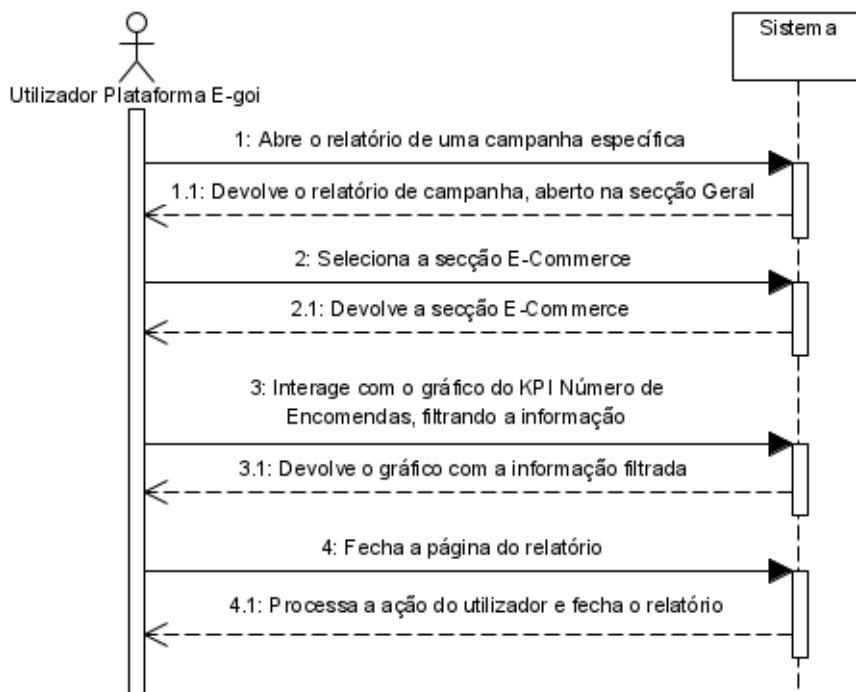 Sistema
Utilizador Plataforma E-goi
1: Abre o relatório de uma campanha específica
1.1: Devolve o relatório de campanha, aberto na secção Geral
2: Seleciona a secção E-Commerce
2.1: Devolve a secção E-Commerce
3: Interage com o gráfico do KPI Número de
Encomendas, filtrando a informação
3.1: Devolve o gráfico com a informação filtrada
4: Fecha a página do relatório
4.1: Processa a ação do utilizador e fecha o relatório